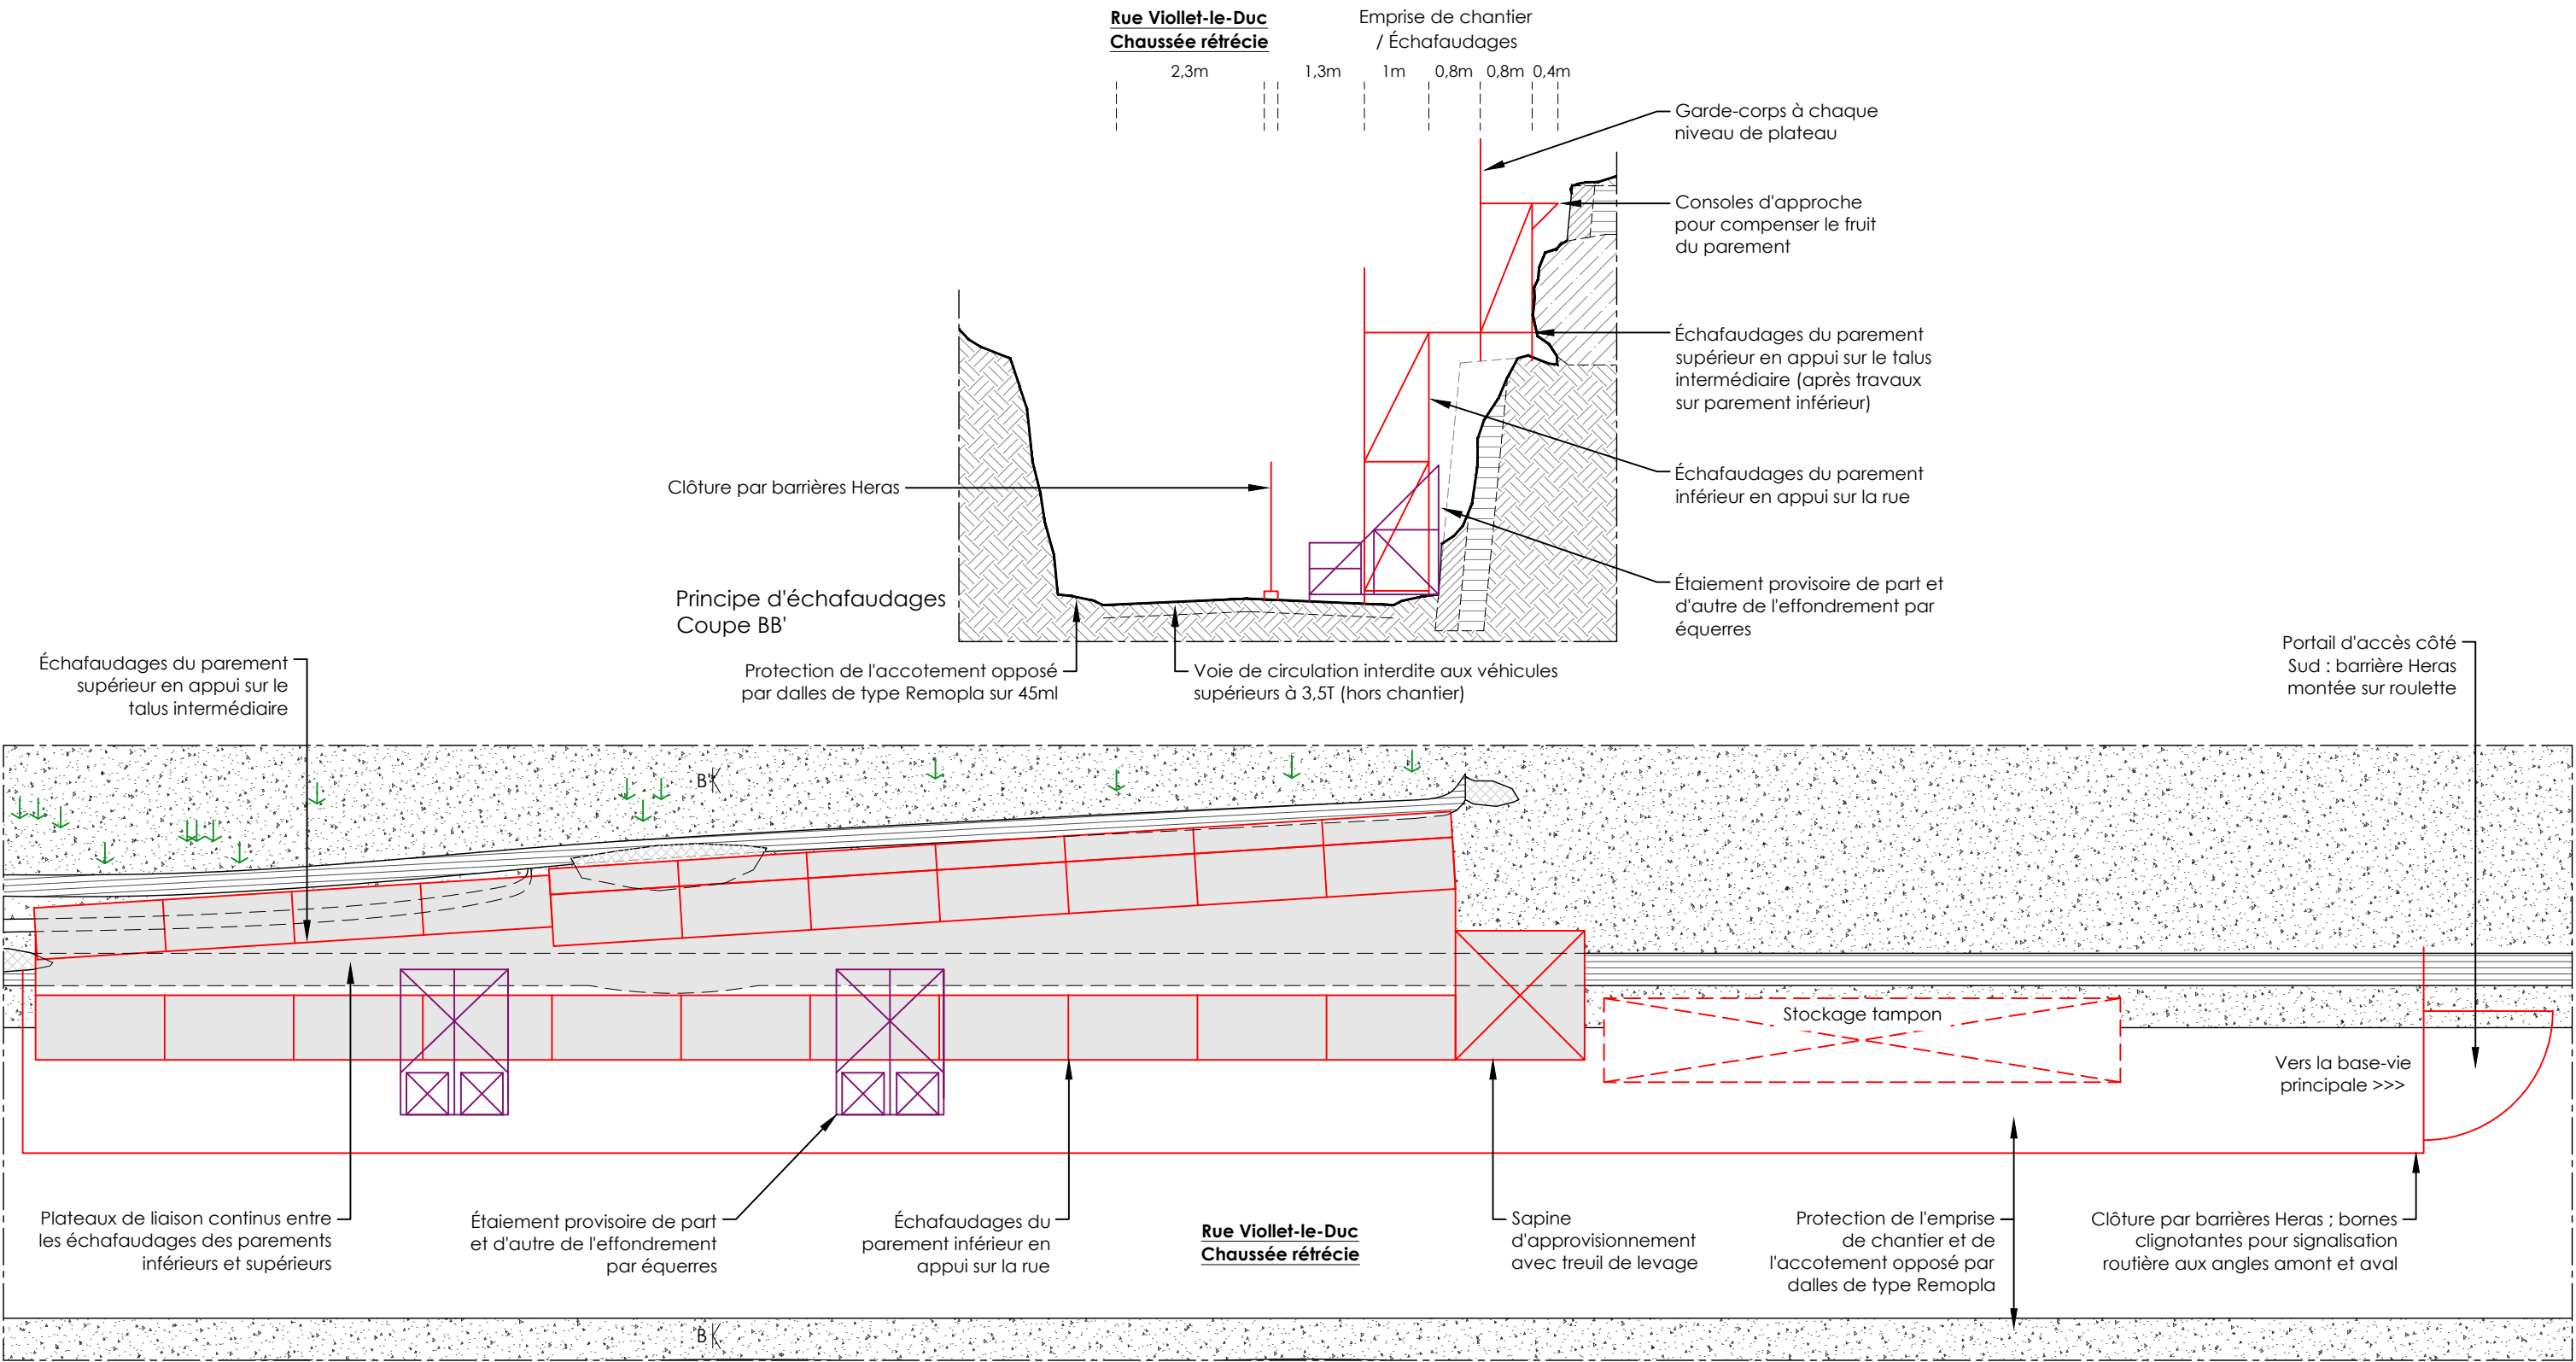 Rue Viollet-le-Duc
Chaussée rétrécie
Emprise de chantier
/ Échafaudages
2,3m 1,3m 1m 0,8m 0,8m 0,4m
Garde-corps à chaque
niveau de plateau
Consoles d'approche
pour compenser le fruit
du parement
Échafaudages du parement
supérieur en appui sur le talus
intermédiaire (après travaux
sur parement inférieur)
Clôture par barrières Heras
Échafaudages du parement
inférieur en appui sur la rue
Étaiement provisoire de part et
d'autre de l'effondrement par
équerres
Principe d'échafaudages
Coupe BB'
Protection de l'accotement opposé
par dalles de type Remopla sur 45ml
Voie de circulation interdite aux véhicules
supérieurs à 3,5T (hors chantier)
Échafaudages du parement
supérieur en appui sur le
talus intermédiaire
Portail d'accès côté
Sud : barrière Heras
montée sur roulette
B'
Stockage tampon
Vers la base-vie
principale >>>
Plateaux de liaison continus entre
les échafaudages des parements
inférieurs et supérieurs
Étaiement provisoire de part
et d'autre de l'effondrement
par équerres
Échafaudages du
parement inférieur en
appui sur la rue
Rue Viollet-le-Duc
Chaussée rétrécie
Sapine
d'approvisionnement
avec treuil de levage
Protection de l'emprise
de chantier et de
l'accotement opposé par
dalles de type Remopla
Clôture par barrières Heras ; bornes
clignotantes pour signalisation
routière aux angles amont et aval
B